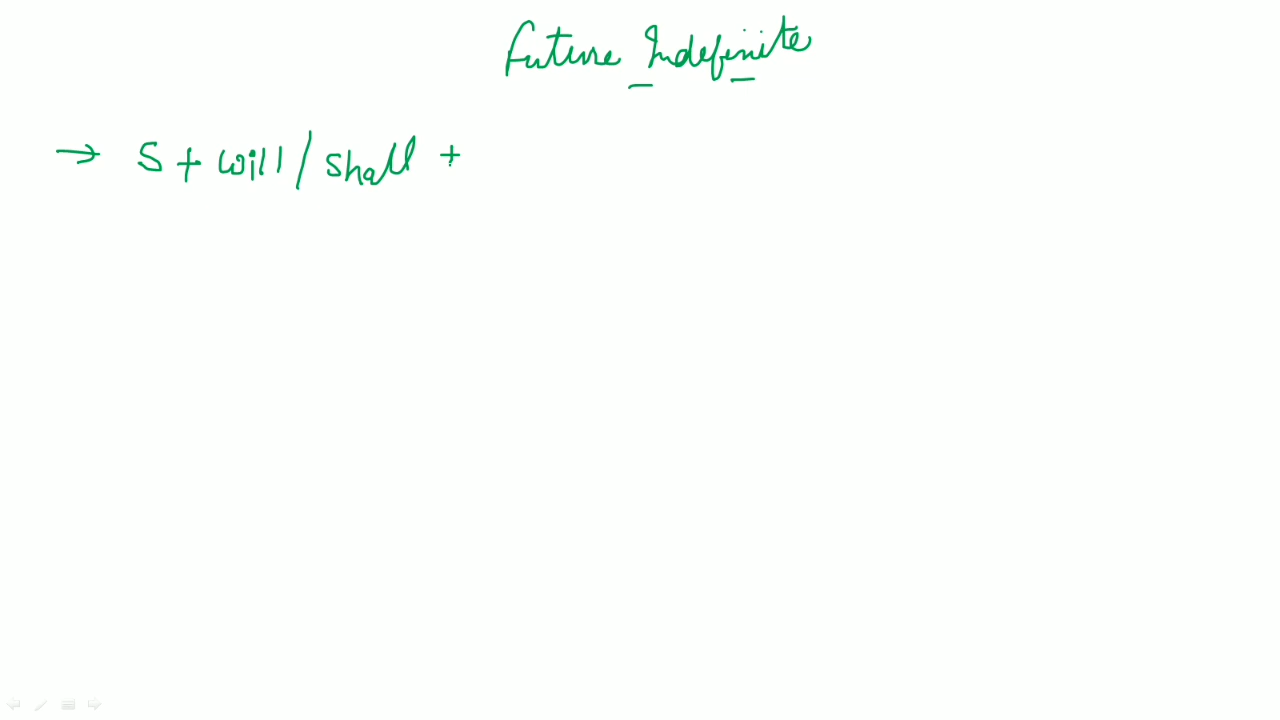 Future Indefinite
→ S + will / shall +